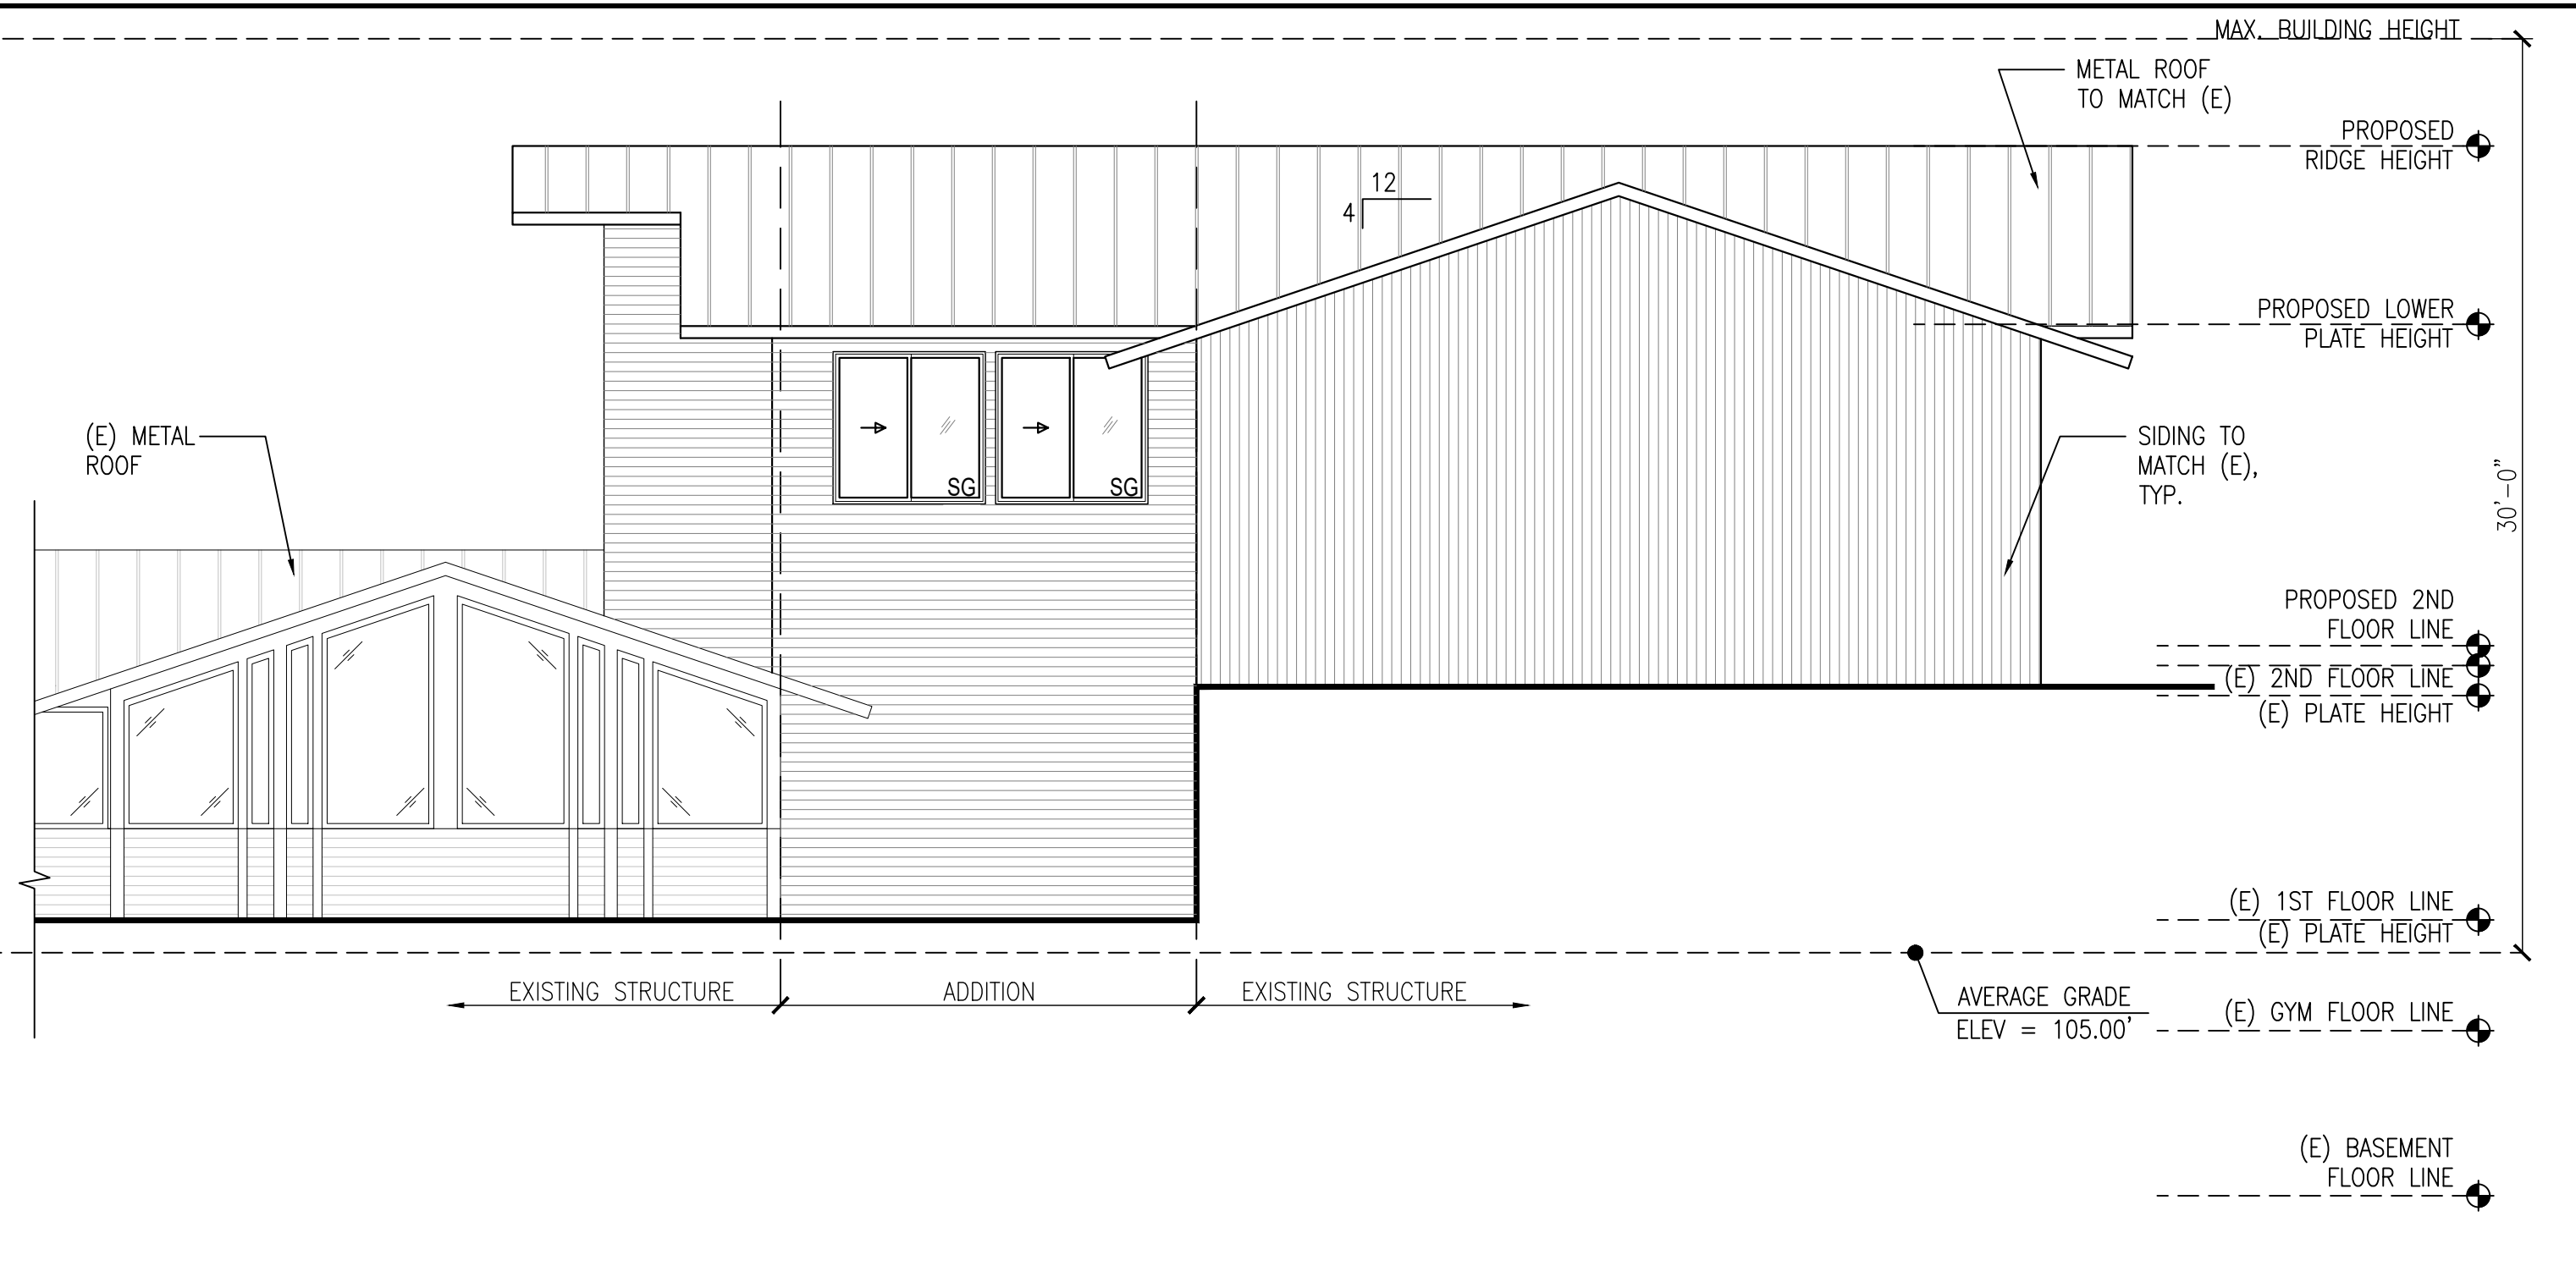 MAX. BUILDING HEIGHT
METAL ROOF
TO MATCH (E)
PROPOSED
RIDGE HEIGHT
12
4
PROPOSED LOWER
PLATE HEIGHT
(E) METAL
ROOF
SIDING TO
MATCH (E),
TYP.
SG
SG
30'-0"
PROPOSED 2ND
FLOOR LINE
(E) 2ND FLOOR LINE
(E) PLATE HEIGHT
(E) 1ST FLOOR LINE
(E) PLATE HEIGHT
EXISTING STRUCTURE
ADDITION
EXISTING STRUCTURE
AVERAGE GRADE
ELEV = 105.00'
(E) GYM FLOOR LINE
(E) BASEMENT
FLOOR LINE